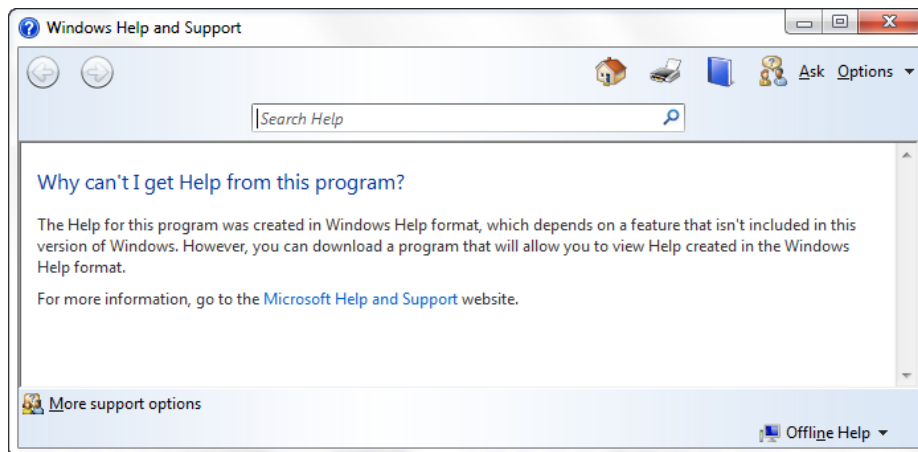 Windows Help and Support
Ask Options
Search Help
Why can't I get Help from this program?
The Help for this program was created in Windows Help format, which depends on a feature that isn't included in this
version of Windows. However, you can download a program that will allow you to view Help created in the Windows
Help format.
For more information, go to the Microsoft Help and Support website.
More support options
Offline Help